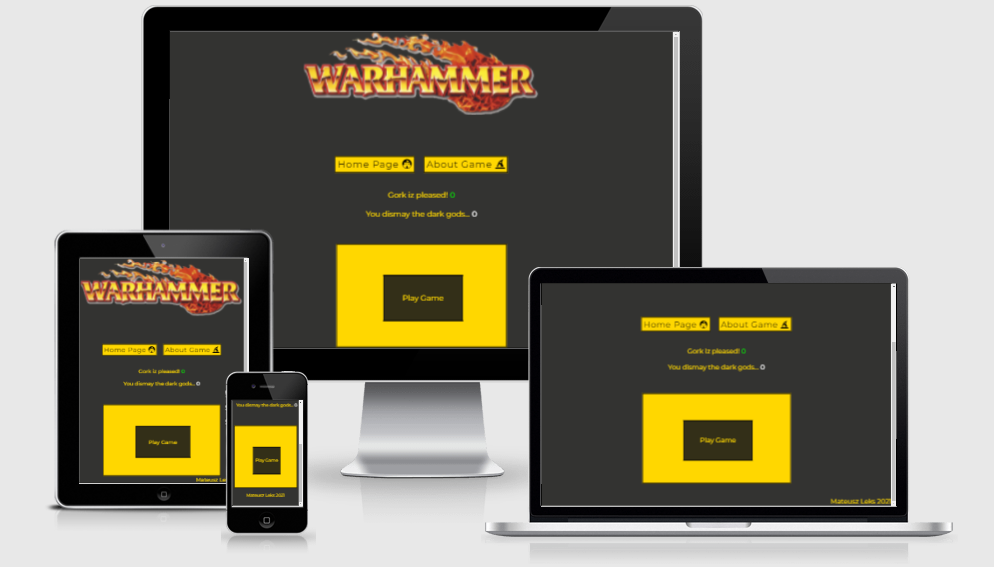 WARHAMMER
Home Page About Game
Gork iz pleased! 0
You dismay the dark gods... 0
Play Game
WARHAMMER
Home Page About Game
Gork iz pleased! 0
You dismay the dark gods... 0
Play Game
Mateusz Leks
You dismay the dark gods... 0
Play Game
Mateusz Leks 2021
Home Page About Game
Gork iz pleased! 0
You dismay the dark gods... 0
Play Game
Mateusz Leks 2021